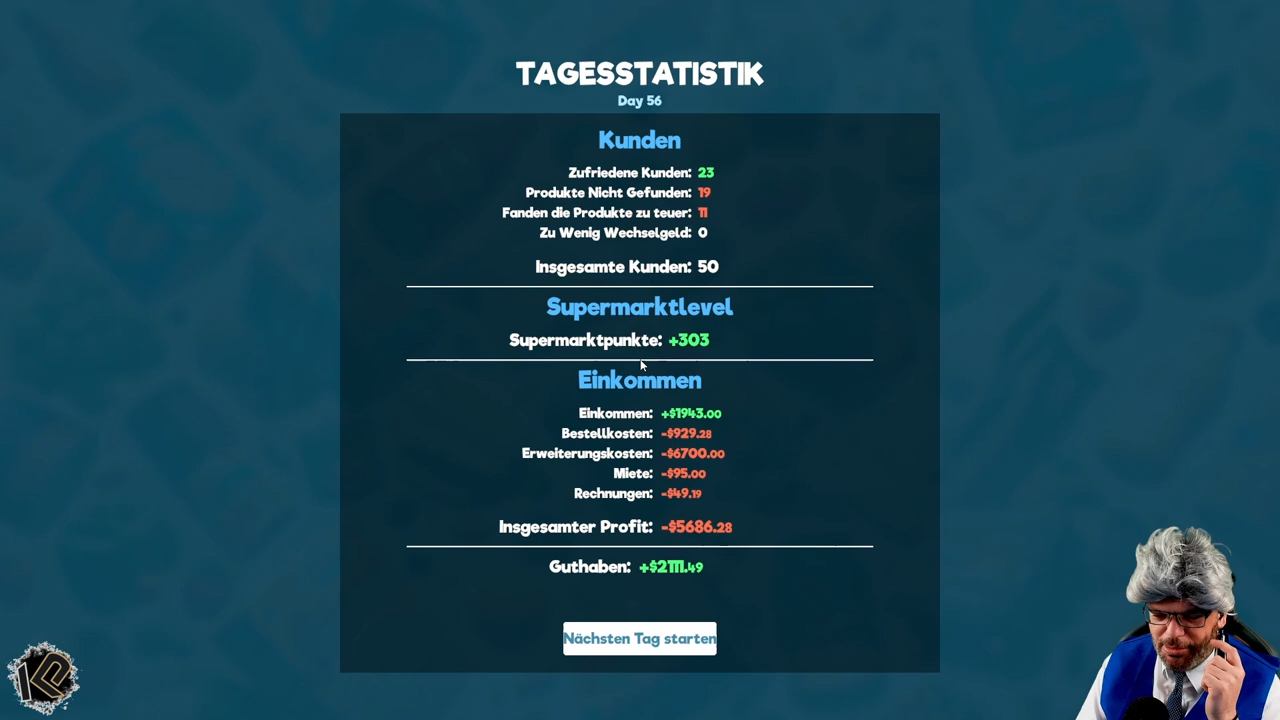 TAGESSTATISTIK
Day 56
Kunden
Zufriedene Kunden: 23
Produkte Nicht Gefunden: 19
Fanden die Produkte zu teuer: 11
Zu Wenig Wechselgeld: 0
Insgesamte Kunden: 50
Supermarktlevel
Supermarktpunkte: +303
Einkommen
Einkommen: +$1943.00
Bestellkosten: -$929.28
Erweiterungskosten: -$6700.00
Miete: -$95.00
Rechnungen: -$49.19
Insgesamter Profit: -$5686.28
Guthaben: +$2111.49
Nächsten Tag starten